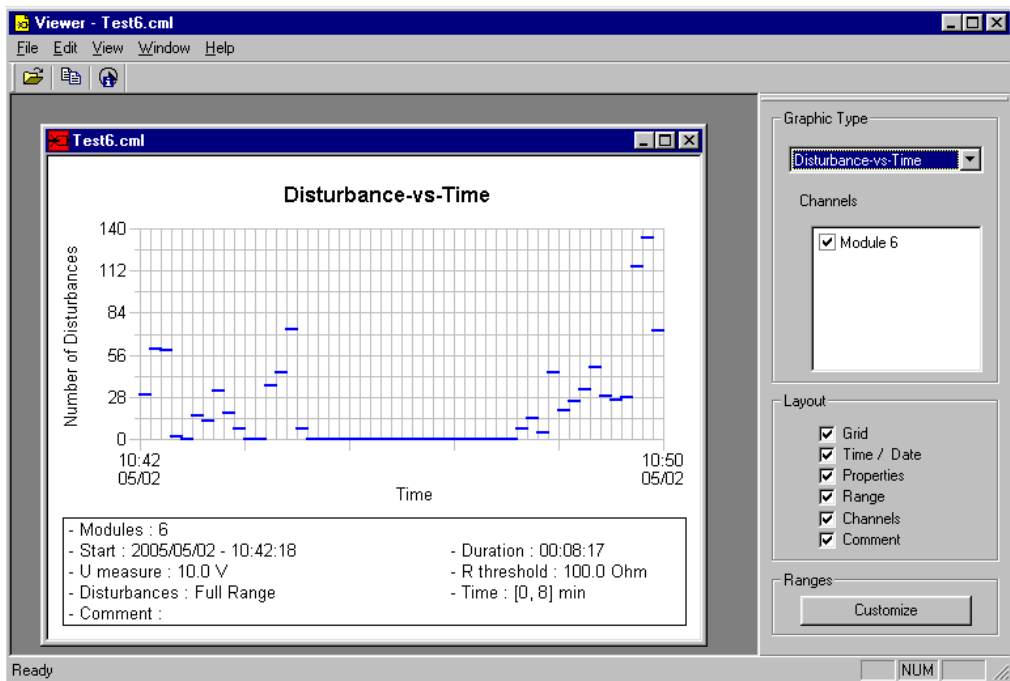 Viewer - Test6.cml
File Edit View Window Help
Test6.cml
Disturbance-vs-Time
Number of Disturbances
140
112
84
56
28
0
10:42
05/02
10:50
05/02
Time
- Modules : 6
- Start : 2005/05/02 - 10:42:18
- Duration : 00:08:17
- U measure : 10.0 V
- R threshold : 100.0 Ohm
- Disturbances : Full Range
- Time : [0, 8] min
- Comment :
Graphic Type
Disturbance-vs-Time
Channels
Module 6
Layout
Grid
Time / Date
Properties
Range
Channels
Comment
Ranges
Customize
Ready
NUM